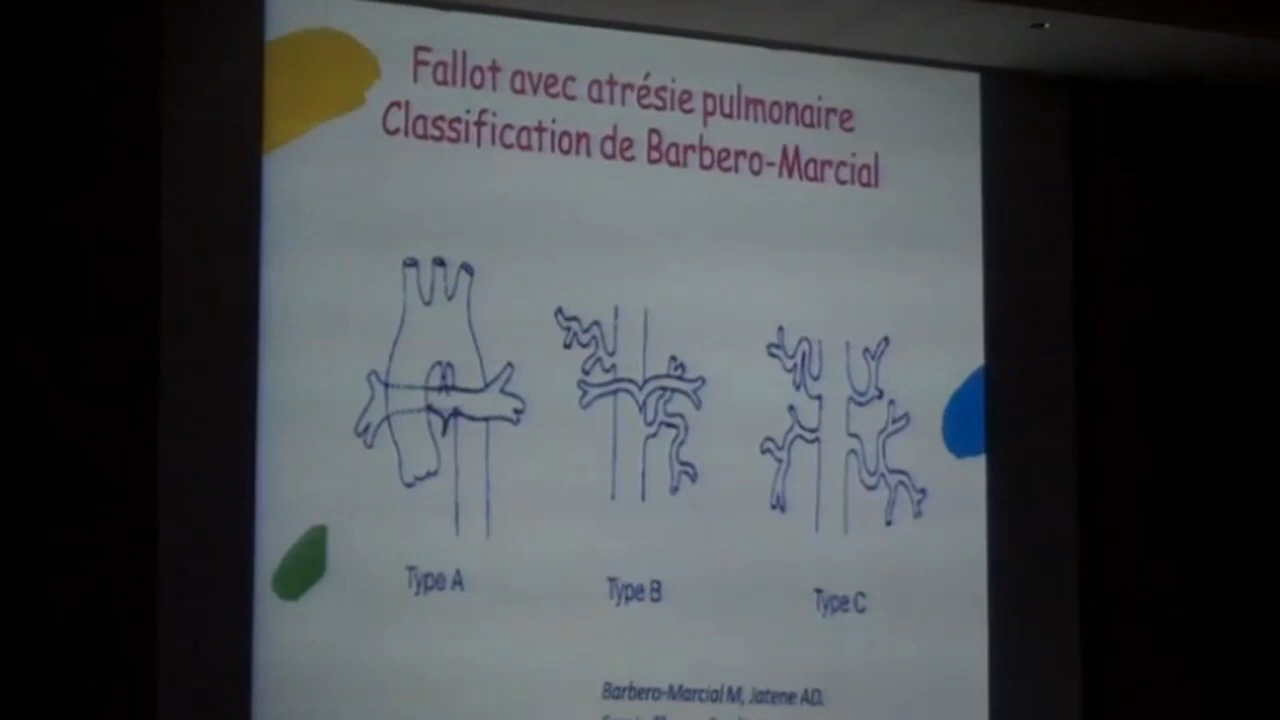 Fallot avec atrésie pulmonaire
Classification de Barbero-Marcial
Type A
Type B
Type C
Barbero-Marcial M, Jatene AD.